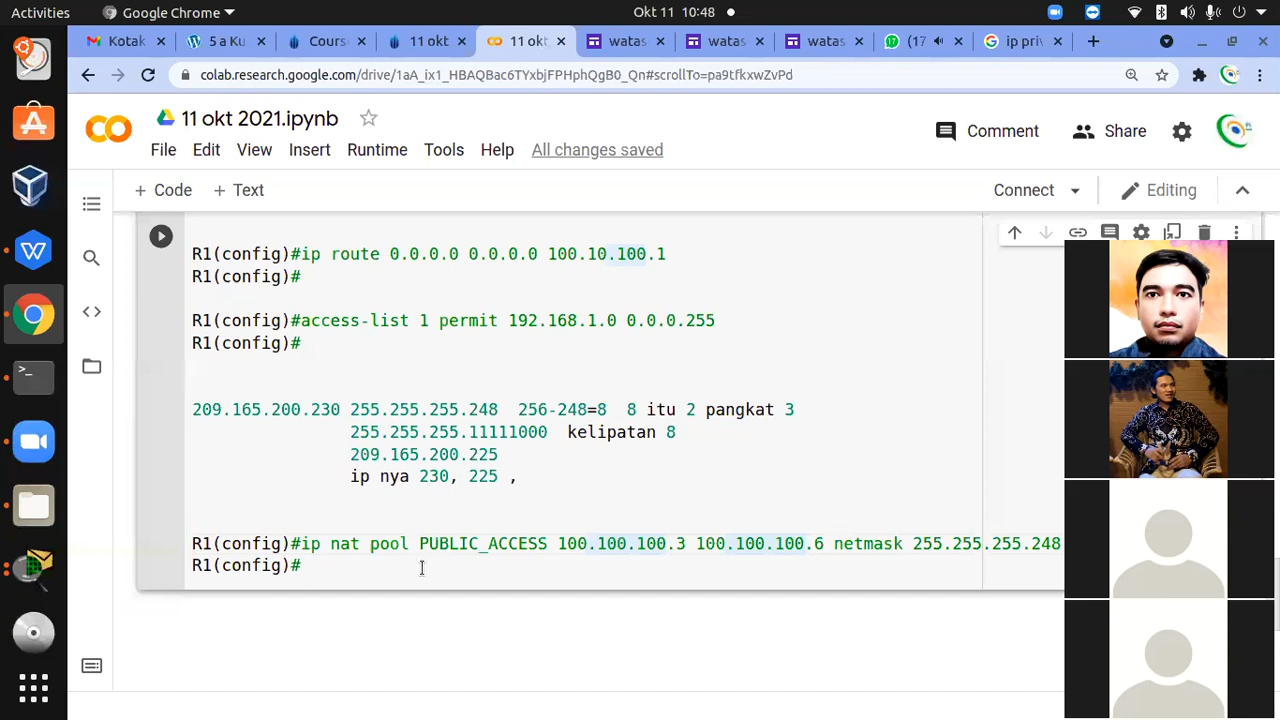 Activities
Google Chrome
Okt 11 10:48
Kotak
5 a Ku
Cours
11 okt
11 okt
watas
watas
watas
(17
ip priv
colab.research.google.com/drive/1aA_ix1_HBAQBac6TYxbjFPHphQgB0_Qn#scrollTo=pa9tfkxwZvPd
11 okt 2021.ipynb
Comment
Share
File Edit View Insert Runtime Tools Help All changes saved
+ Code + Text
Connect
Editing
R1(config)#ip route 0.0.0.0 0.0.0.0 100.10.100.1
R1(config)#
R1(config)#access-list 1 permit 192.168.1.0 0.0.0.255
R1(config)#
209.165.200.230 255.255.255.248 256-248=8 8 itu 2 pangkat 3
255.255.255.11111000 kelipatan 8
209.165.200.225
ip nya 230, 225 ,
R1(config)#ip nat pool PUBLIC_ACCESS 100.100.100.3 100.100.100.6 netmask 255.255.255.248
R1(config)#